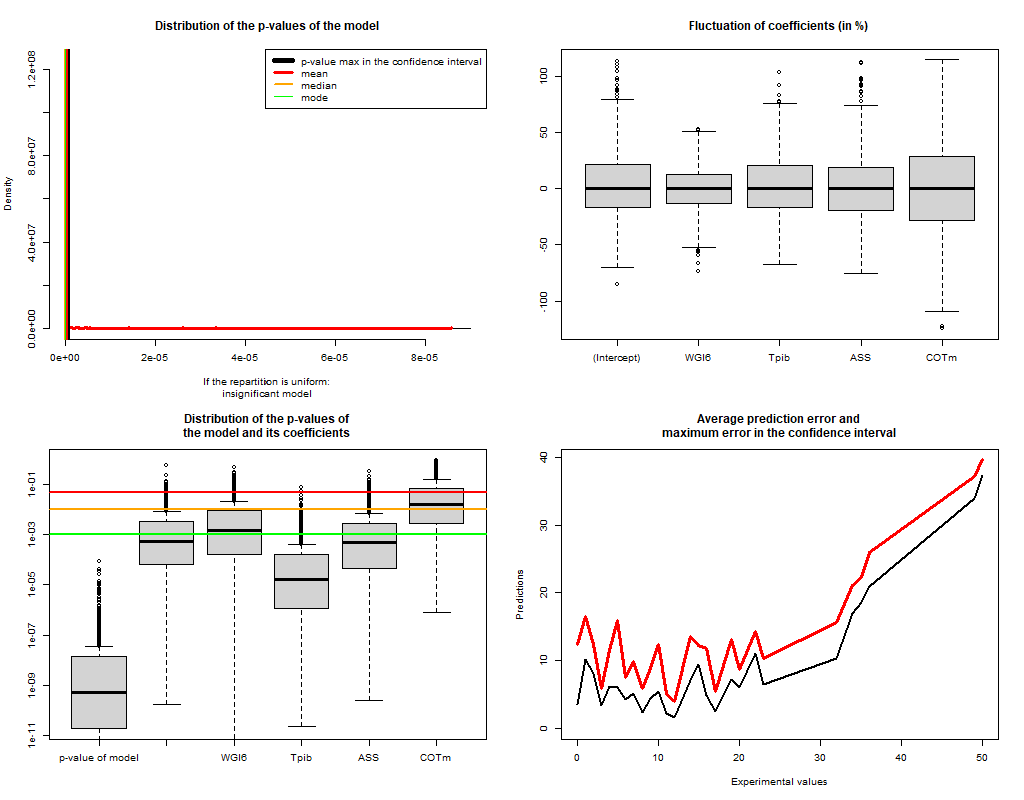 Distribution of the p-values of the model
Density
0.0e+00
4.0e+07
8.0e+07
1.2e+08
p-value max in the confidence interval
mean
median
mode
0e+00 2e-05 4e-05 6e-05 8e-05
If the repartition is uniform:
insignificant model
Fluctuation of coefficients (in %)
100
50
0
-50
-100
(Intercept) WGI6 Tpib ASS COTm
Distribution of the p-values of
the model and its coefficients
1e-01
1e-03
1e-05
1e-07
1e-09
1e-11
p-value of model WGI6 Tpib ASS COTm
Average prediction error and
maximum error in the confidence interval
Predictions
40
30
20
10
0
0 10 20 30 40 50
Experimental values